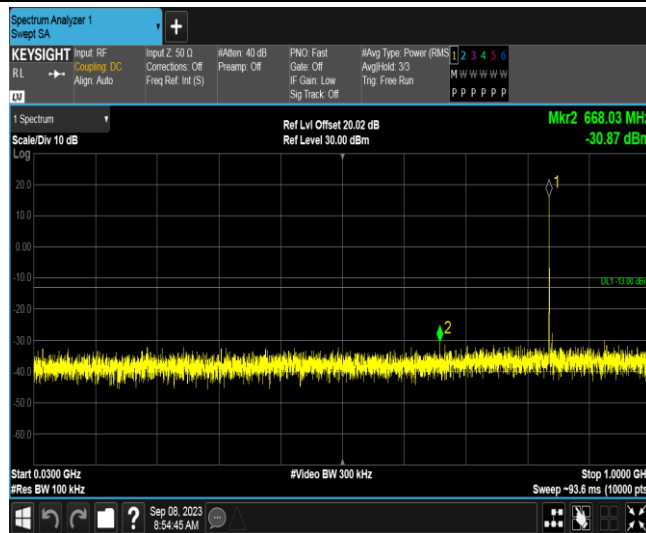 Spectrum Analyzer 1
Swept SA
KEYSIGHT
RL
LXI
Input: RF
Coupling: DC
Align: Auto
Input Z: 50 Ω
Corrections: Off
Freq Ref: Int (S)
#Atten: 40 dB
Preamp: Off
PNO: Fast
Gate: Off
IF Gain: Low
Sig Track: Off
#Avg Type: Power (RMS
Avg|Hold: 3/3
Trig: Free Run
1 2 3 4 5 6
M W W W W W
P P P P P P
1 Spectrum
Scale/Div 10 dB
Log
Ref Lvl Offset 20.02 dB
Ref Level 30.00 dBm
Mkr2 668.03 MHz
-30.87 dBm
20.0
10.0
0.00
-10.0
-20.0
-30.0
-40.0
-50.0
-60.0
1
2
DL1 -13.00 dBm
Start 0.0300 GHz
#Res BW 100 kHz
#Video BW 300 kHz
Stop 1.0000 GH
Sweep ~93.6 ms (10000 pts
?
Sep 08, 2023
8:54:45 AM